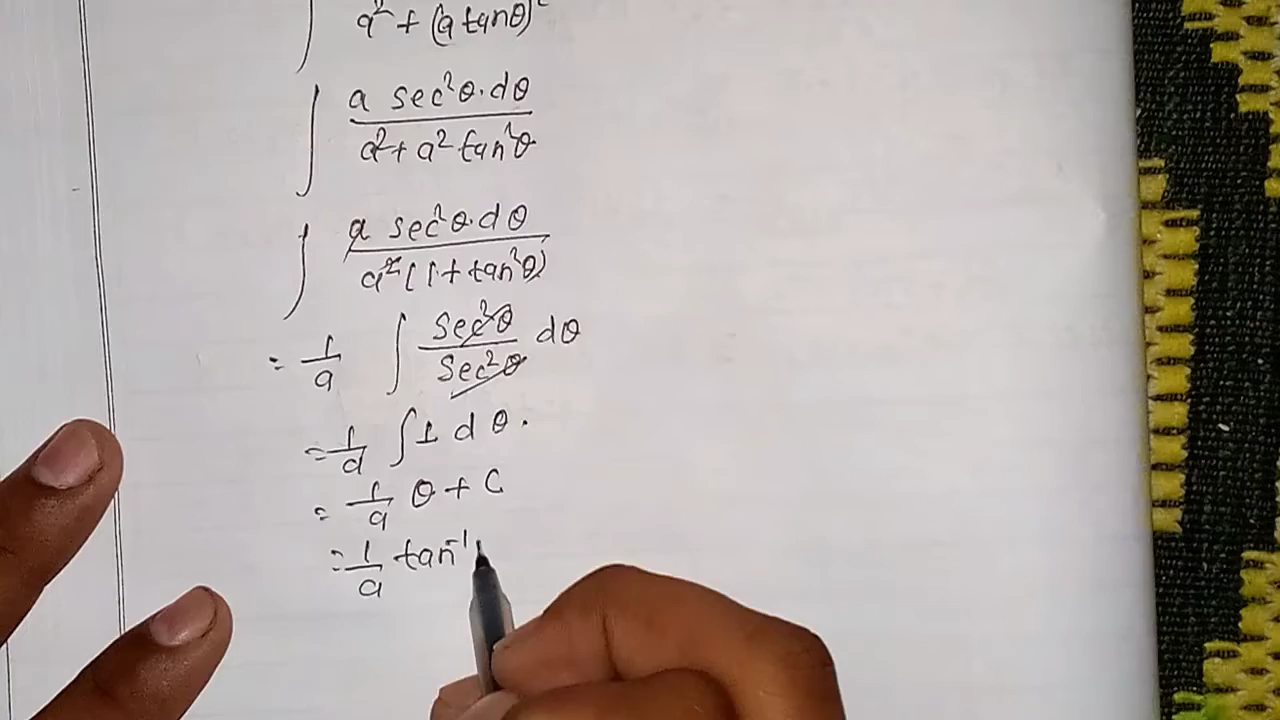 ∫ a² + (a tanθ)²
∫ a sec²θ.dθ / a² + a² tan²θ
∫ a sec²θ.dθ / a²(1 + tan²θ)
= 1/a ∫ sec²θ / sec²θ dθ
= 1/a ∫ 1 dθ.
= 1/a θ + C
= 1/a tan⁻¹